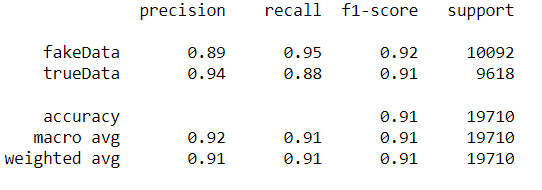 precision recall f1-score support
fakeData 0.89 0.95 0.92 10092
trueData 0.94 0.88 0.91 9618
accuracy 0.91 19710
macro avg 0.92 0.91 0.91 19710
weighted avg 0.91 0.91 0.91 19710